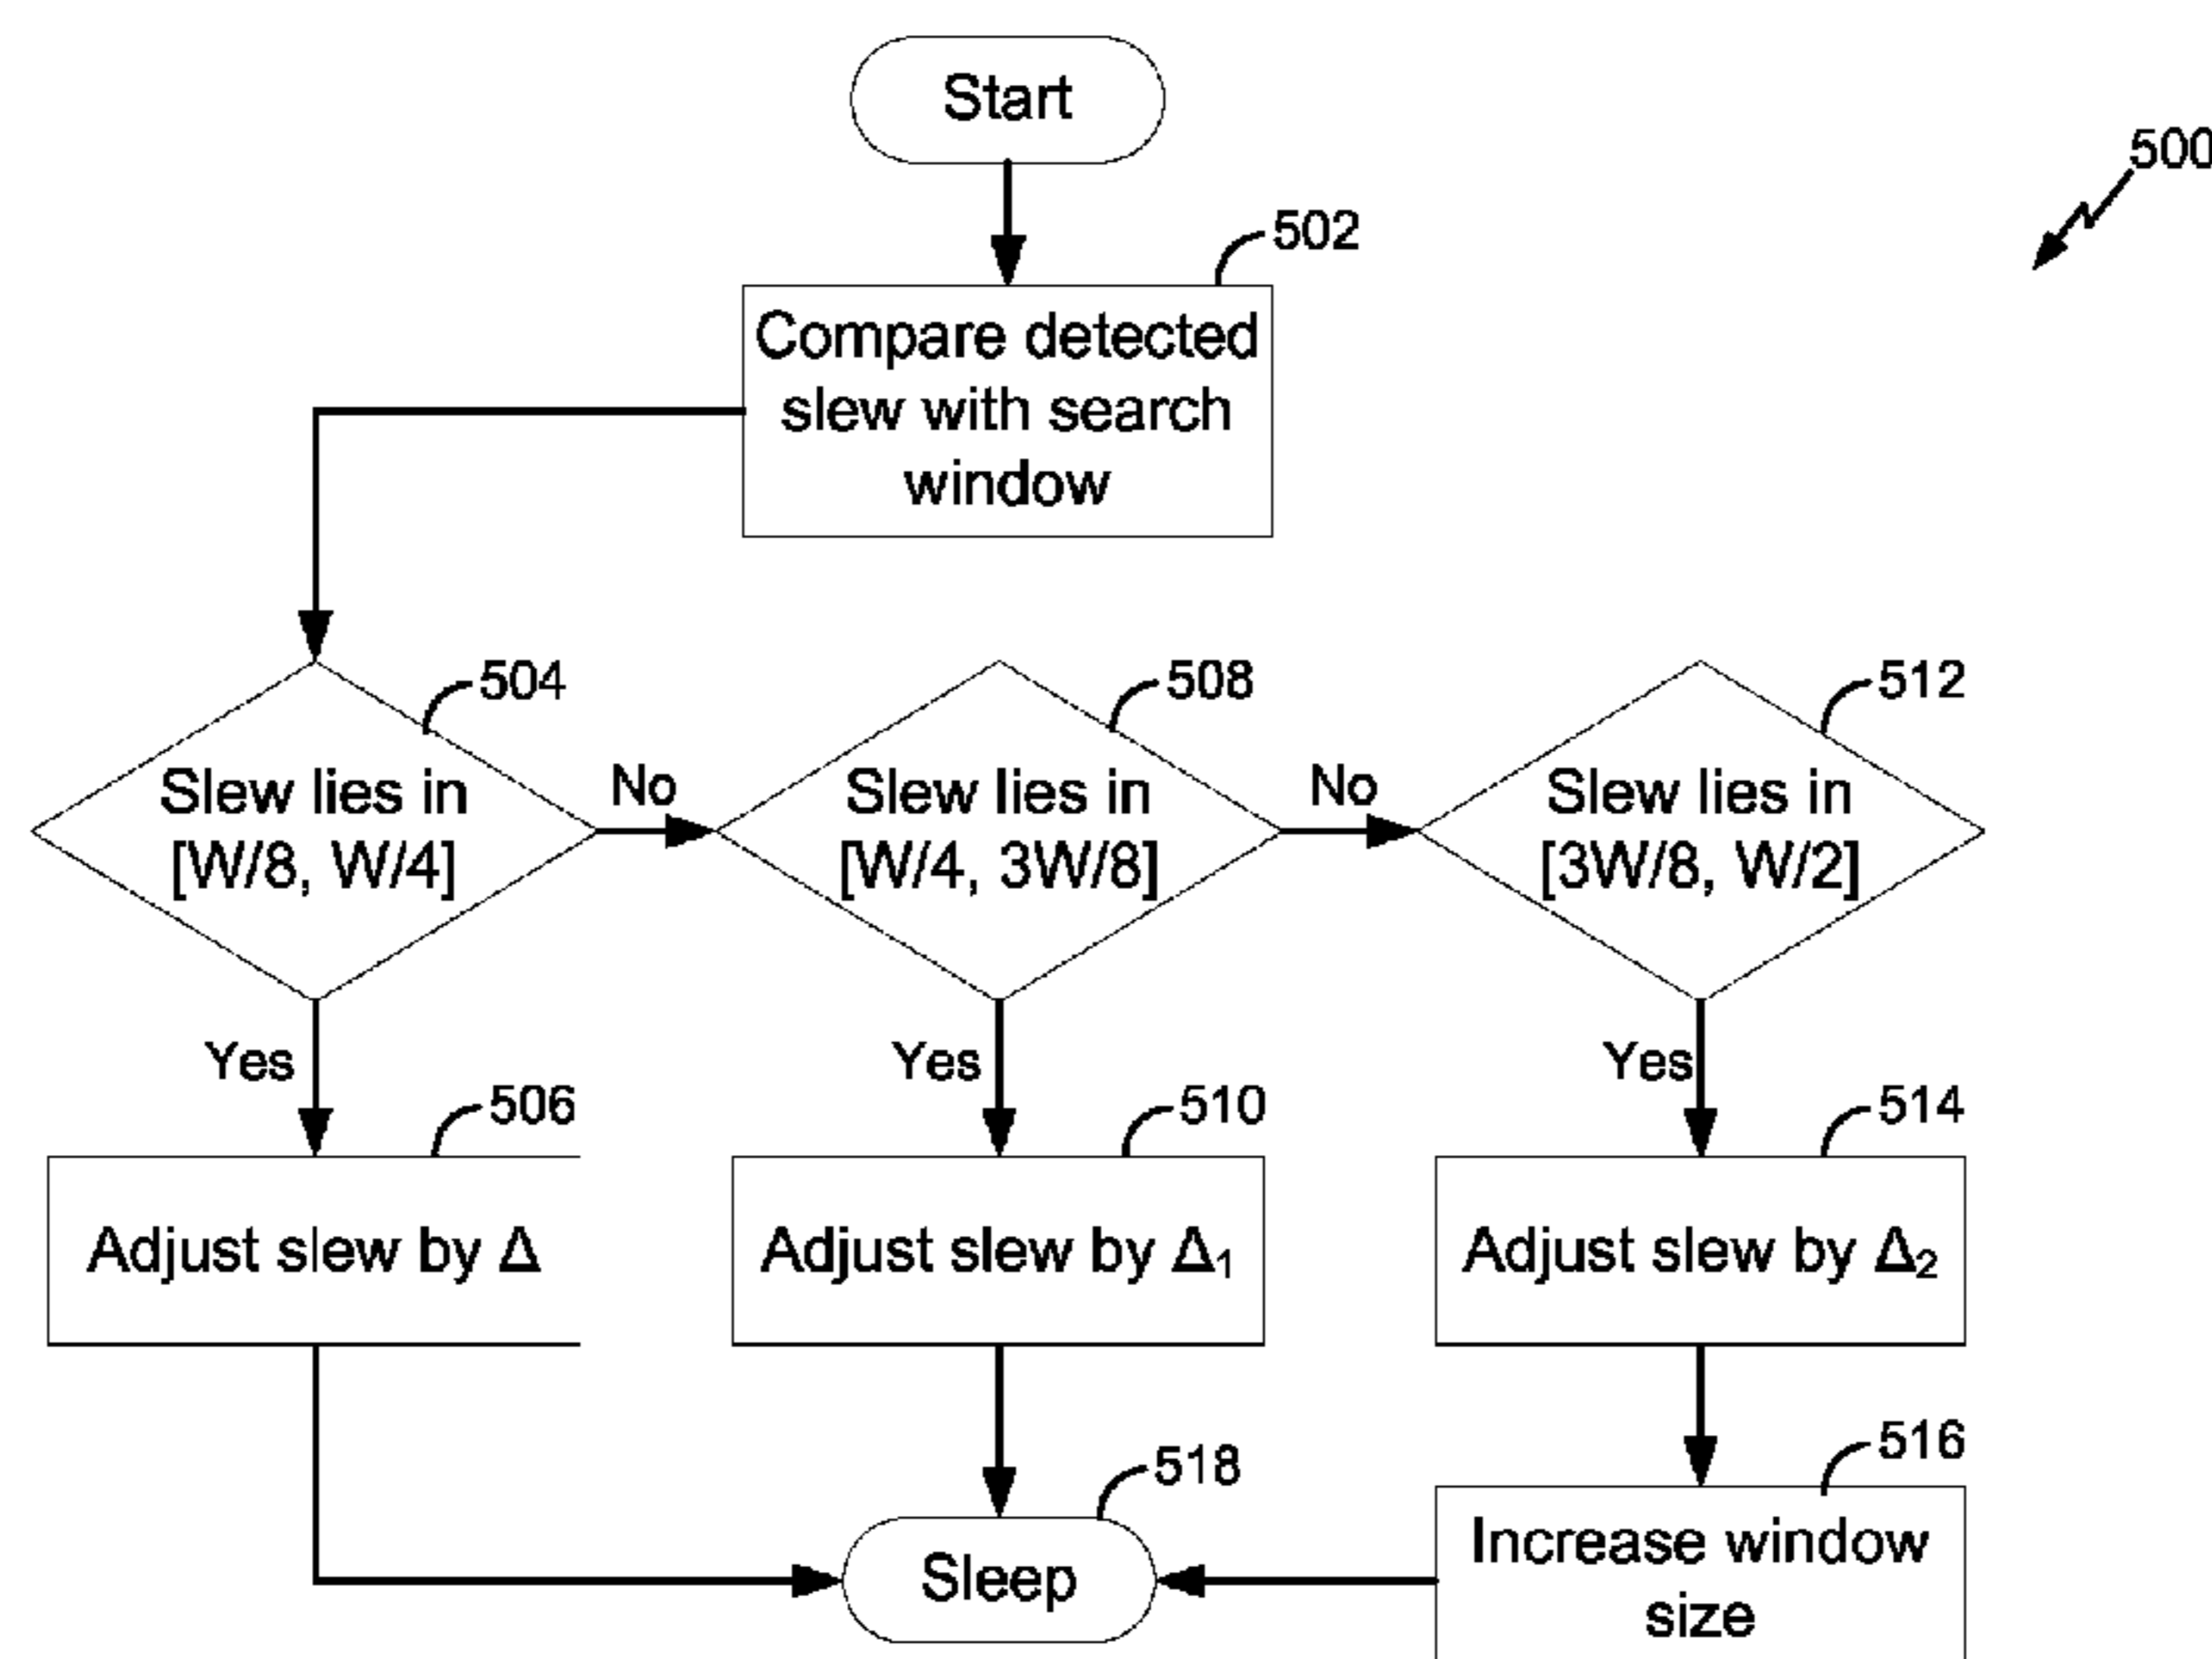 Start
500
502
Compare detected
slew with search
window
504
508
512
Slew lies in
[W/8, W/4]
No
Slew lies in
[W/4, 3W/8]
No
Slew lies in
[3W/8, W/2]
Yes
Yes
Yes
506
510
514
Adjust slew by Δ
Adjust slew by Δ₁
Adjust slew by Δ₂
518
516
Sleep
Increase window
size